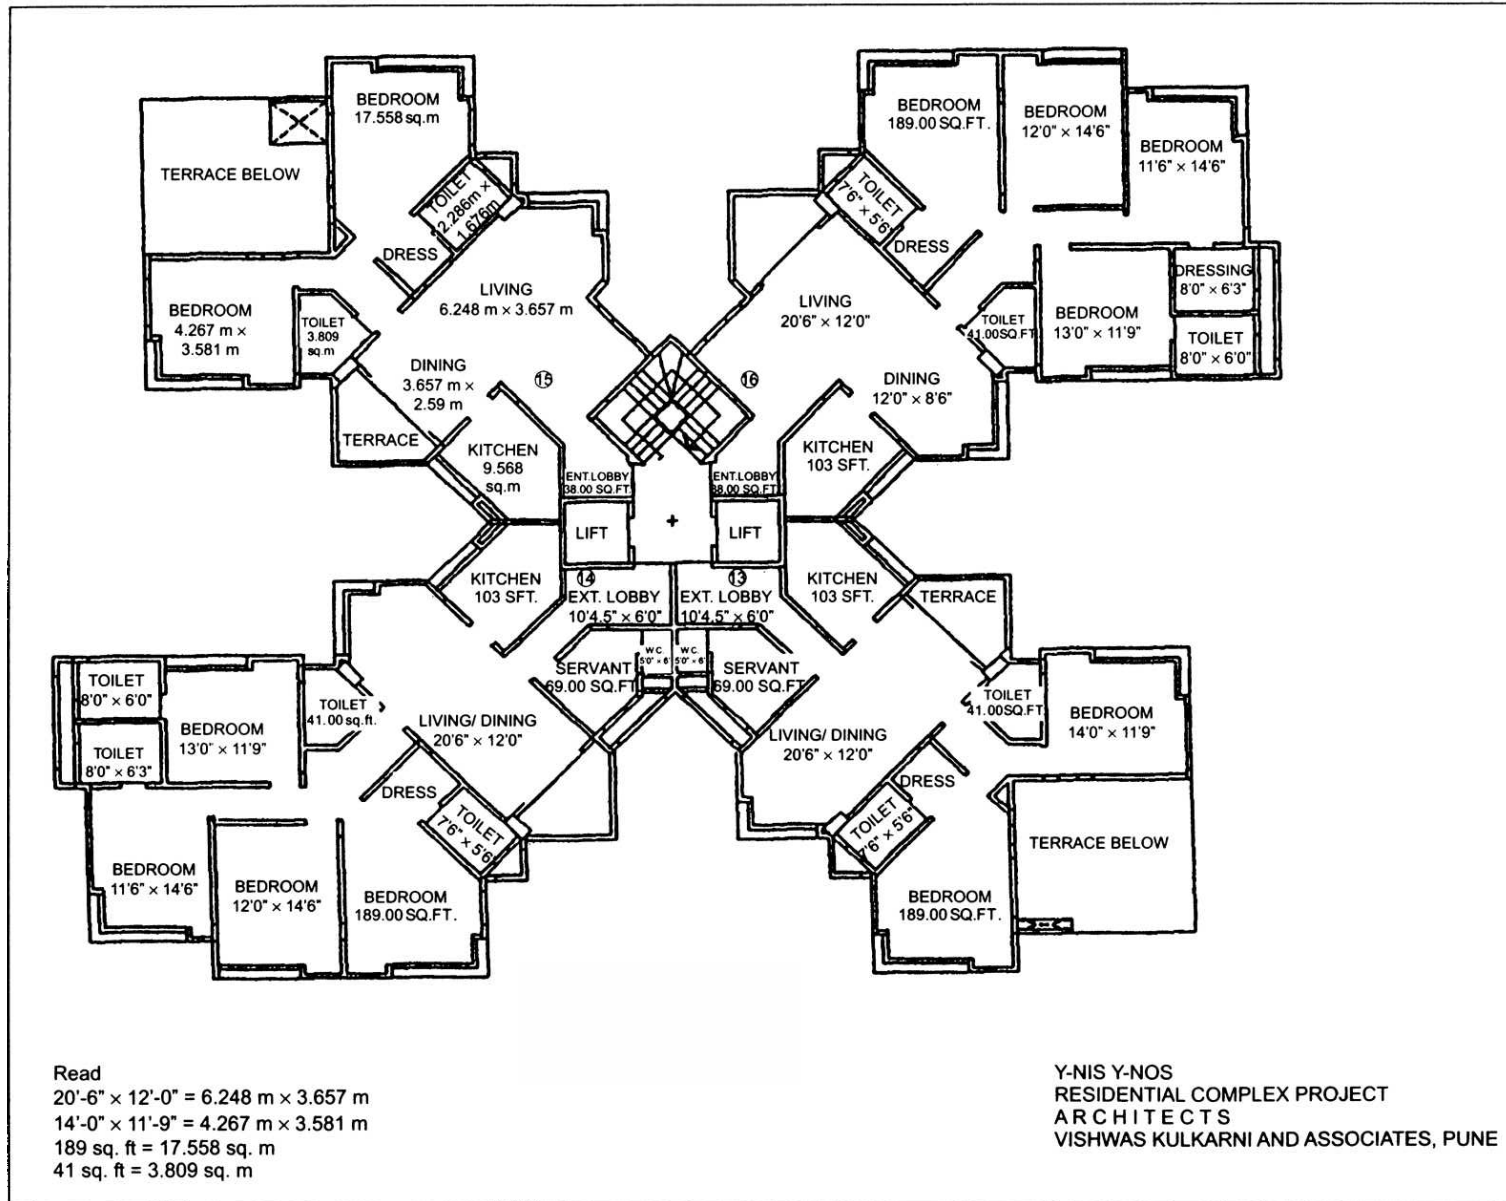 BEDROOM
17.558 sq.m
TERRACE BELOW
TOILET
2.286m ×
1.676m
DRESS
BEDROOM
4.267 m ×
3.581 m
TOILET
3.809
sq.m
LIVING
6.248 m × 3.657 m
DINING
3.657 m ×
2.59 m
15
TERRACE
KITCHEN
9.568
sq.m
ENT.LOBBY
38.00 SQ.FT
LIFT
BEDROOM
189.00 SQ.FT.
BEDROOM
12'0" × 14'6"
BEDROOM
11'6" × 14'6"
TOILET
7'6" × 5'6
DRESS
DRESSING
8'0" × 6'3"
LIVING
20'6" × 12'0"
TOILET
41.00SQ.FT
BEDROOM
13'0" × 11'9"
TOILET
8'0" × 6'0"
16
DINING
12'0" × 8'6"
KITCHEN
103 SFT.
ENT.LOBBY
38.00 SQ.FT
LIFT
KITCHEN
103 SFT.
14
EXT. LOBBY
10'4.5" × 6'0"
13
EXT. LOBBY
10'4.5" × 6'0"
KITCHEN
103 SFT.
TERRACE
SERVANT
69.00 SQ.FT
W.C.
5'0" × 6'
W.C.
5'0" × 6'
SERVANT
69.00 SQ.FT
TOILET
8'0" × 6'0"
BEDROOM
13'0" × 11'9"
TOILET
41.00 sq.ft.
LIVING/ DINING
20'6" × 12'0"
TOILET
8'0" × 6'3"
DRESS
TOILET
7'6" × 5'6
BEDROOM
11'6" × 14'6"
BEDROOM
12'0" × 14'6"
BEDROOM
189.00 SQ.FT.
LIVING/ DINING
20'6" × 12'0"
TOILET
41.00SQ.FT
BEDROOM
14'0" × 11'9"
DRESS
TOILET
7'6" × 5'6"
TERRACE BELOW
BEDROOM
189.00 SQ.FT.
Read
20'-6" × 12'-0" = 6.248 m × 3.657 m
14'-0" × 11'-9" = 4.267 m × 3.581 m
189 sq. ft = 17.558 sq. m
41 sq. ft = 3.809 sq. m
Y-NIS Y-NOS
RESIDENTIAL COMPLEX PROJECT
ARCHITECTS
VISHWAS KULKARNI AND ASSOCIATES, PUNE